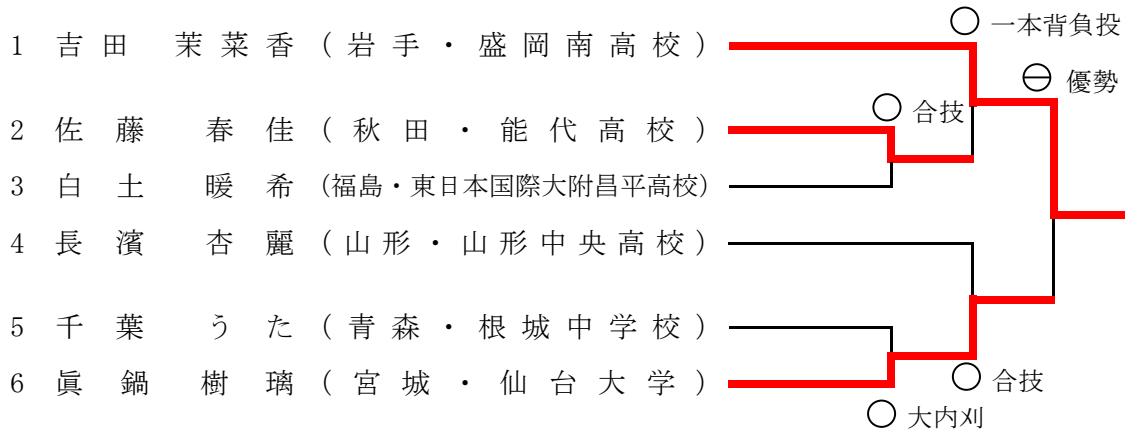 1 吉田 茉菜香 (岩手・盛岡南高校)
○ 一本背負投
⊖ 優勢
2 佐藤 春佳 (秋田・能代高校)
○ 合技
3 白土 暖希 (福島・東日本国際大附昌平高校)
4 長濱 杏麗 (山形・山形中央高校)
5 千葉 うた (青森・根城中学校)
6 眞鍋 樹璃 (宮城・仙台大学)
○ 合技
○ 大内刈